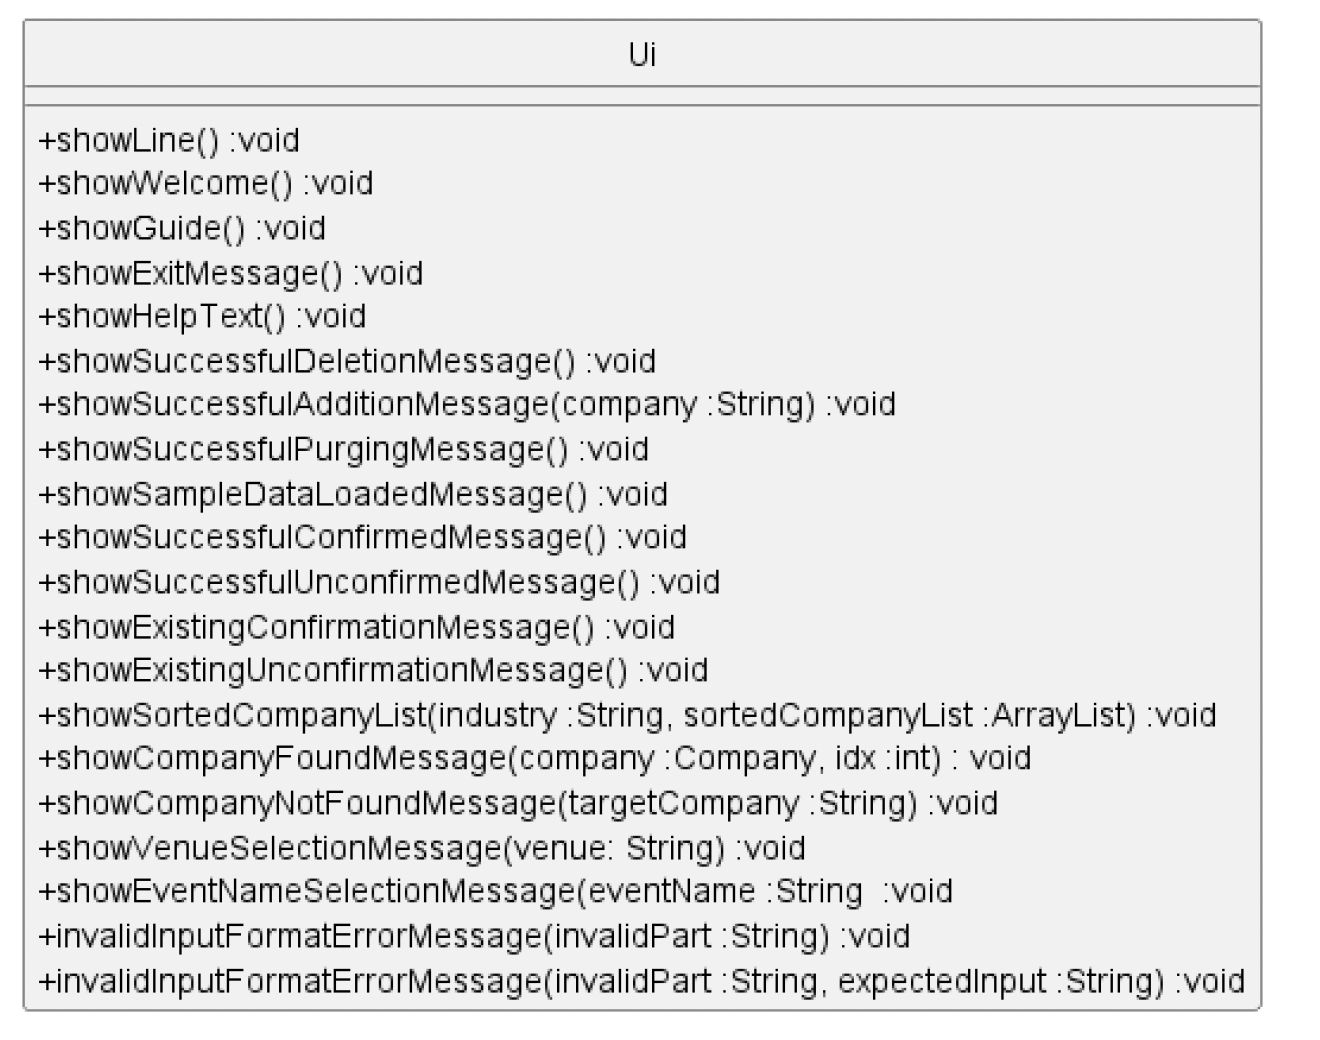 Ui
+showLine() :void
+showWelcome() :void
+showGuide() :void
+showExitMessage() :void
+showHelpText() :void
+showSuccessfulDeletionMessage() :void
+showSuccessfulAdditionMessage(company :String) :void
+showSuccessfulPurgingMessage() :void
+showSampleDataLoadedMessage() :void
+showSuccessfulConfirmedMessage() :void
+showSuccessfulUnconfirmedMessage() :void
+showExistingConfirmationMessage() :void
+showExistingUnconfirmationMessage() :void
+showSortedCompanyList(industry :String, sortedCompanyList :ArrayList) :void
+showCompanyFoundMessage(company :Company, idx :int) : void
+showCompanyNotFoundMessage(targetCompany :String) :void
+showVenueSelectionMessage(venue: String) :void
+showEventNameSelectionMessage(eventName :String  :void
+invalidInputFormatErrorMessage(invalidPart :String) :void
+invalidInputFormatErrorMessage(invalidPart :String, expectedInput :String) :void